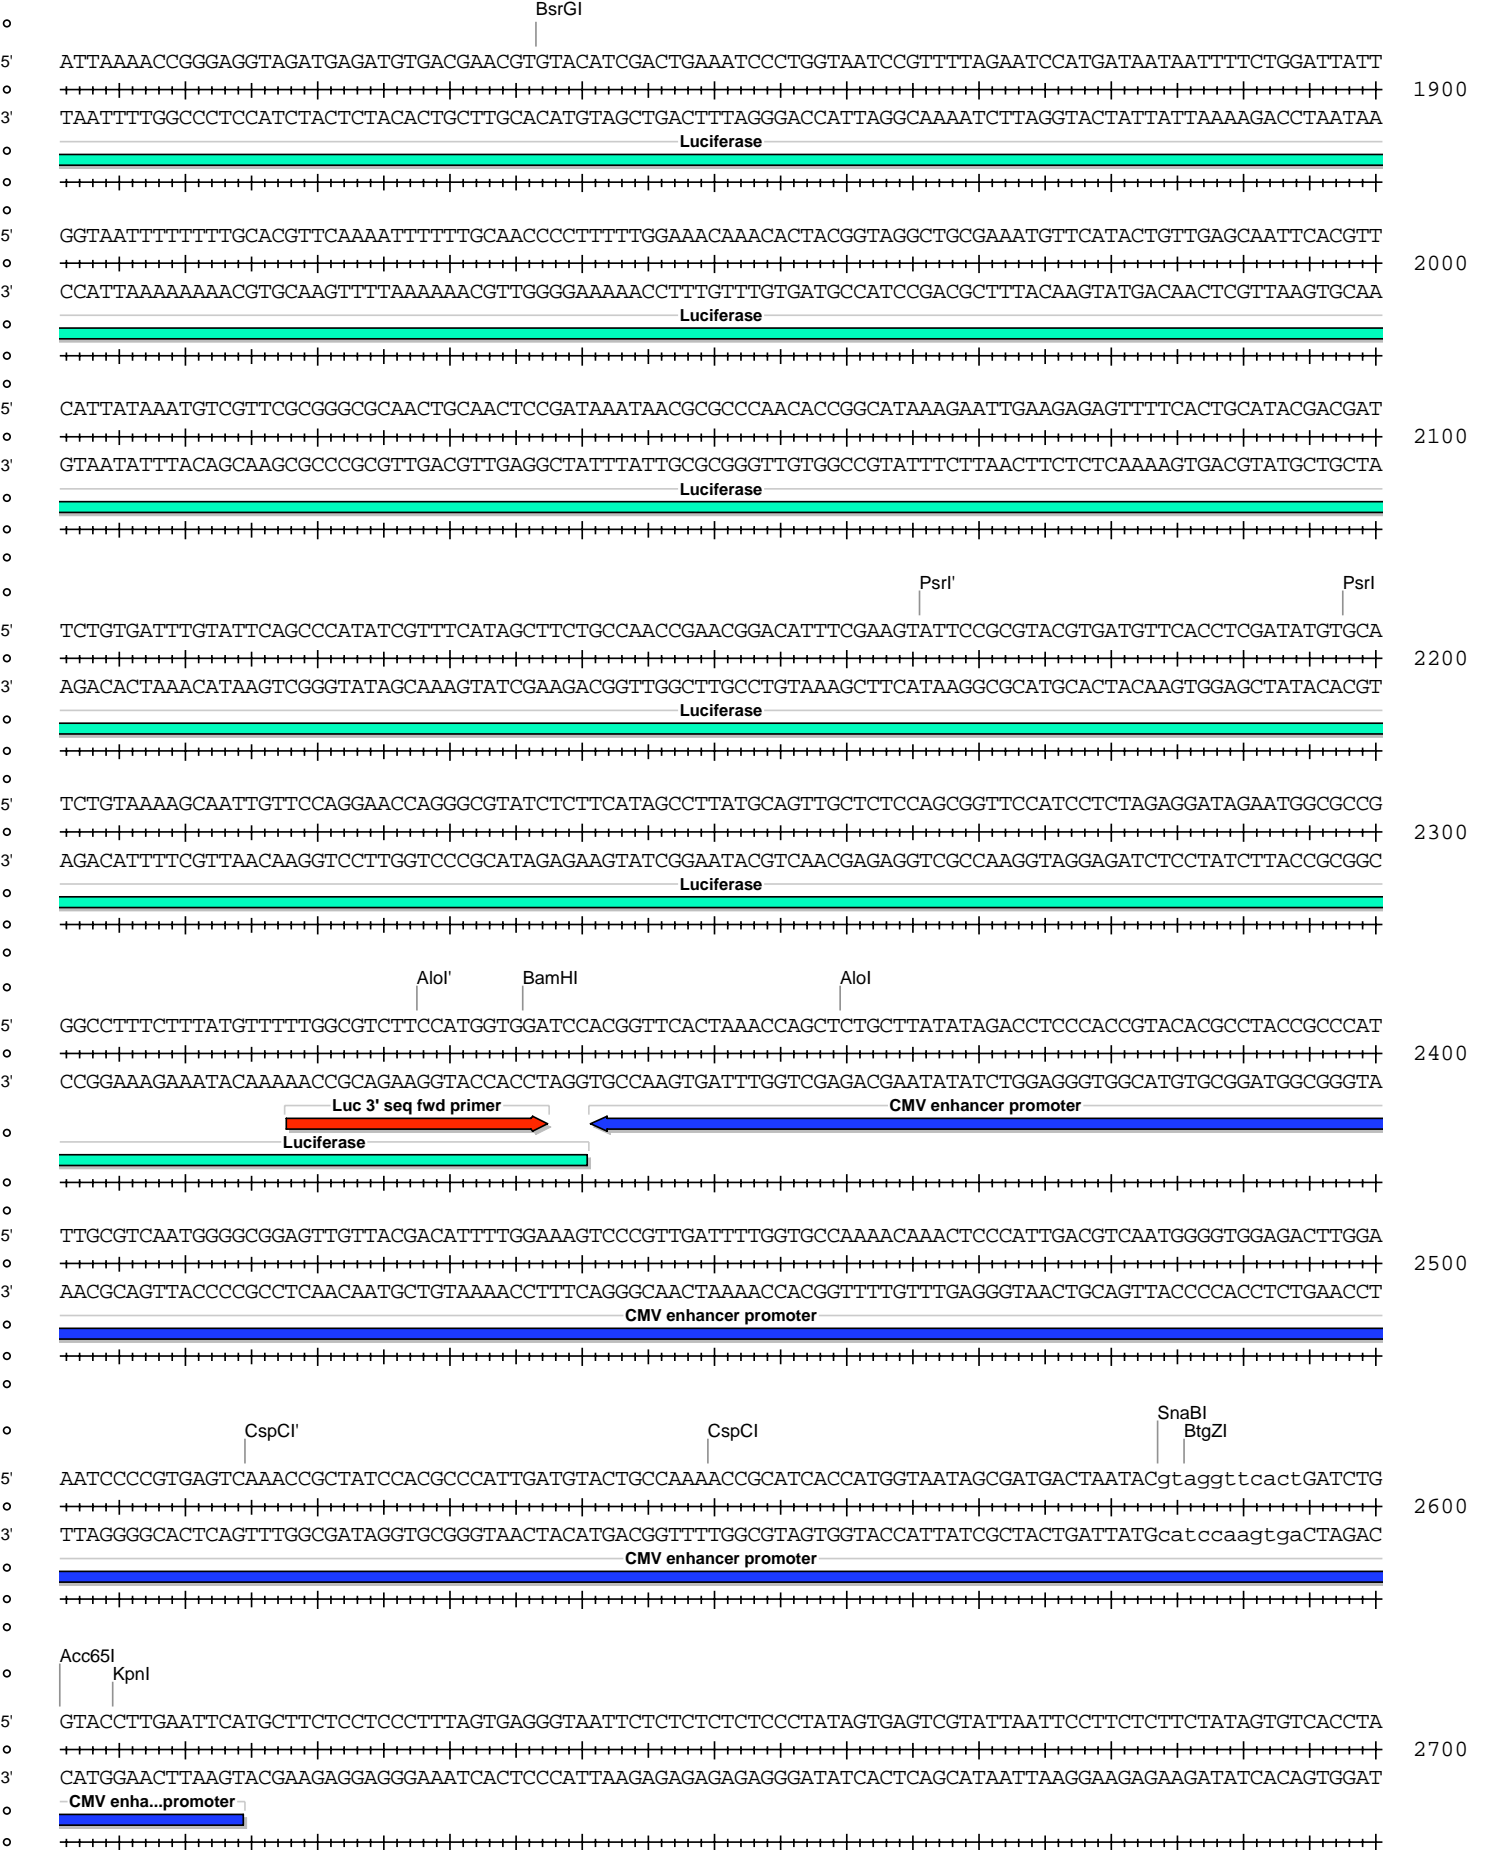 BsrGI
5' ATTAAAACCGGGAGGTAGATGAGATGTGACGAACGTGTACATCGACTGAAATCCCTGGTAATCCGTTTTAGAATCCATGATAATAATTTTCTGGATTATT
1900
3' TAATTTTGGCCCTCCATCTACTCTACACTGCTTGCACATGTAGCTGACTTTAGGGACCATTAGGCAAAATCTTAGGTACTATTATTAAAAGACCTAATAA
Luciferase
5' GGTAATTTTTTTTGCACGTTCAAAATTTTTTGCAACCCCTTTTTGGAAACAAACACTACGGTAGGCTGCGAAATGTTCATACTGTTGAGCAATTCACGTT
2000
3' CCATTAAAAAAAACGTGCAAGTTTTAAAAAACGTTGGGGAAAAACCTTTGTTTGTGATGCCATCCGACGCTTTACAAGTATGACAACTCGTTAAGTGCAA
Luciferase
5' CATTATAAATGTCGTTCGCGGGCGCAACTGCAACTCCGATAAATAACGCGCCCAACACCGGCATAAAGAATTGAAGAGAGTTTTCACTGCATACGACGAT
2100
3' GTAATATTTACAGCAAGCGCCCGCGTTGACGTTGAGGCTATTTATTGCGCGGGTTGTGGCCGTATTTCTTAACTTCTCTCAAAAGTGACGTATGCTGCTA
Luciferase
PsrI' PsrI
5' TCTGTGATTTGTATTCAGCCCATATCGTTTCATAGCTTCTGCCAACCGAACGGACATTTCGAAGTATTCCGCGTACGTGATGTTCACCTCGATATGTGCA
2200
3' AGACACTAAACATAAGTCGGGTATAGCAAAGTATCGAAGACGGTTGGCTTGCCTGTAAAGCTTCATAAGGCGCATGCACTACAAGTGGAGCTATACACGT
Luciferase
5' TCTGTAAAAGCAATTGTTCCAGGAACCAGGGCGTATCTCTTCATAGCCTTATGCAGTTGCTCTCCAGCGGTTCCATCCTCTAGAGGATAGAATGGCGCCG
2300
3' AGACATTTTCGTTAACAAGGTCCTTGGTCCCGCATAGAGAAGTATCGGAATACGTCAACGAGAGGTCGCCAAGGTAGGAGATCTCCTATCTTACCGCGGC
Luciferase
AloI' BamHI AloI
5' GGCCTTTCTTTATGTTTTTGGCGTCTTCCATGGTGGATCCACGGTTCACTAAACCAGCTCTGCTTATATAGACCTCCCACCGTACACGCCTACCGCCCAT
2400
3' CCGGAAAGAAATACAAAAACCGCAGAAGGTACCACCTAGGTGCCAAGTGATTTGGTCGAGACGAATATATCTGGAGGGTGGCATGTGCGGATGGCGGGTA
Luc 3' seq fwd primer CMV enhancer promoter
Luciferase
5' TTGCGTCAATGGGGCGGAGTTGTTACGACATTTTGGAAAGTCCCGTTGATTTTGGTGCCAAAACAAACTCCCATTGACGTCAATGGGGTGGAGACTTGGA
2500
3' AACGCAGTTACCCCGCCTCAACAATGCTGTAAAACCTTTCAGGGCAACTAAAACCACGGTTTTGTTTGAGGGTAACTGCAGTTACCCCACCTCTGAACCT
CMV enhancer promoter
CspCI' CspCI SnaBI BtgZI
5' AATCCCCGTGAGTCAAACCGCTATCCACGCCCATTGATGTACTGCCAAAACCGCATCACCATGGTAATAGCGATGACTAATACgtaggttcactGATCTG
2600
3' TTAGGGGCACTCAGTTTGGCGATAGGTGCGGGTAACTACATGACGGTTTTGGCGTAGTGGTACCATTATCGCTACTGATTATGcatccaagtgaCTAGAC
CMV enhancer promoter
Acc65I
KpnI
5' GTACCTTGAATTCATGCTTCTCCTCCCTTTAGTGAGGGTAATTCTCTCTCTCTCCCTATAGTGAGTCGTATTAATTCCTTCTCTTCTATAGTGTCACCTA
2700
3' CATGGAACTTAAGTACGAAGAGGAGGGAAATCACTCCCATTAAGAGAGAGAGAGGGATATCACTCAGCATAATTAAGGAAGAGAAGATATCACAGTGGAT
CMV enha...promoter